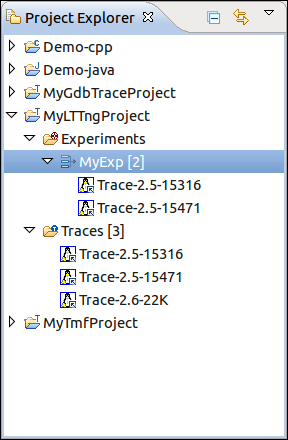 Project Explorer
Demo-cpp
Demo-java
MyGdbTraceProject
MyLTTngProject
Experiments
MyExp [2]
Trace-2.5-15316
Trace-2.5-15471
Traces [3]
Trace-2.5-15316
Trace-2.5-15471
Trace-2.6-22K
MyTmfProject